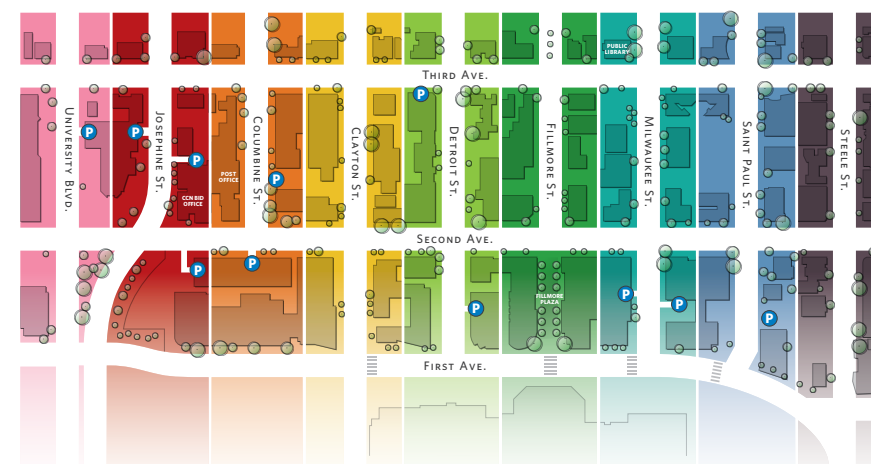 PUBLIC
LIBRARY
THIRD AVE.
P
UNIVERSITY BLVD.
P
P
JOSEPHINE ST.
P
CCN BID
OFFICE
POST
OFFICE
COLUMBINE ST.
P
CLAYTON ST.
P
DETROIT ST.
FILLMORE ST.
MILWAUKEE ST.
SAINT PAUL ST.
STEELE ST.
SECOND AVE.
P
P
P
FILLMORE
PLAZA
P
P
P
FIRST AVE.